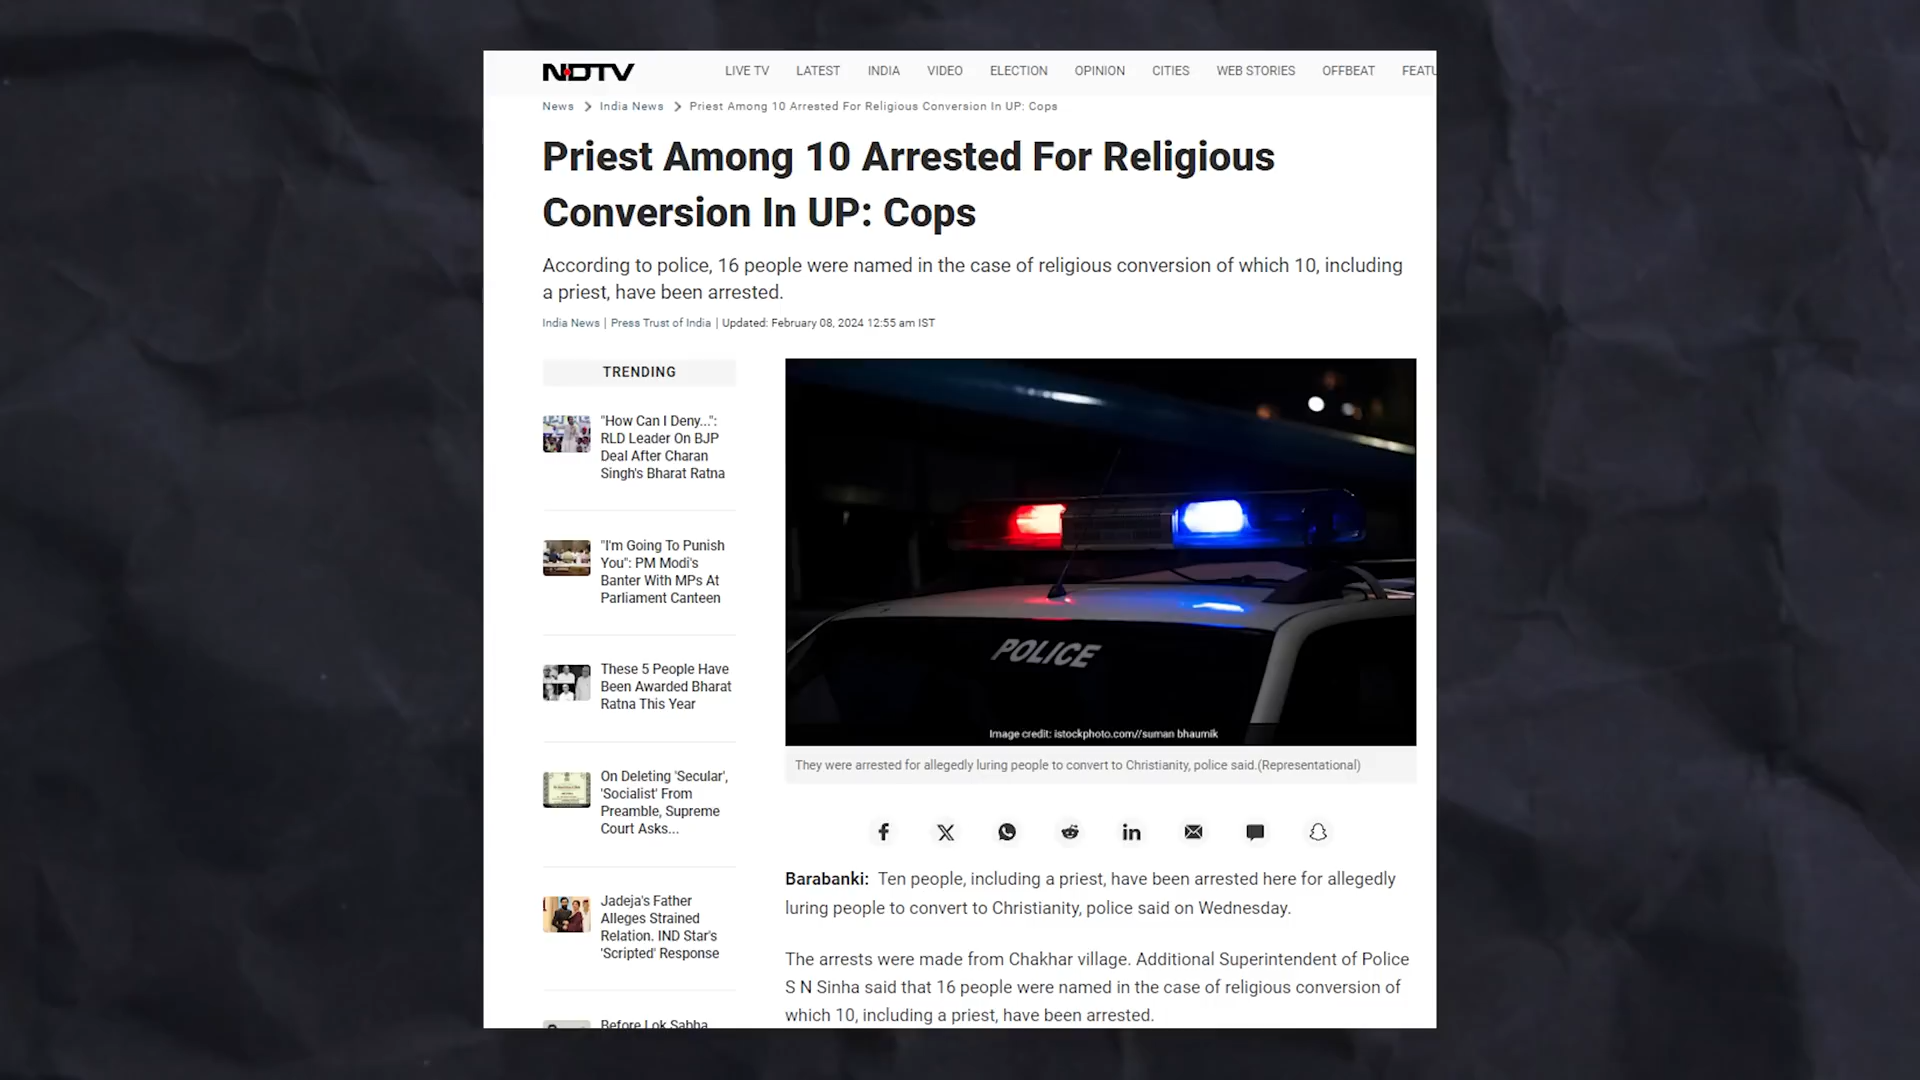 NDTV
LIVE TV LATEST INDIA VIDEO ELECTION OPINION CITIES WEB STORIES OFFBEAT FEATU
News > India News > Priest Among 10 Arrested For Religious Conversion In UP: Cops
Priest Among 10 Arrested For Religious
Conversion In UP: Cops
According to police, 16 people were named in the case of religious conversion of which 10, including
a priest, have been arrested.
India News | Press Trust of India | Updated: February 08, 2024 12:55 am IST
TRENDING
"How Can I Deny...":
RLD Leader On BJP
Deal After Charan
Singh's Bharat Ratna
"I'm Going To Punish
You": PM Modi's
Banter With MPs At
Parliament Canteen
These 5 People Have
Been Awarded Bharat
Ratna This Year
On Deleting 'Secular',
'Socialist' From
Preamble, Supreme
Court Asks...
Jadeja's Father
Alleges Strained
Relation. IND Star's
'Scripted' Response
Before Lok Sabha
POLICE
Image credit: istockphoto.com//suman bhaumik
They were arrested for allegedly luring people to convert to Christianity, police said.(Representational)
Barabanki: Ten people, including a priest, have been arrested here for allegedly
luring people to convert to Christianity, police said on Wednesday.
The arrests were made from Chakhar village. Additional Superintendent of Police
S N Sinha said that 16 people were named in the case of religious conversion of
which 10, including a priest, have been arrested.